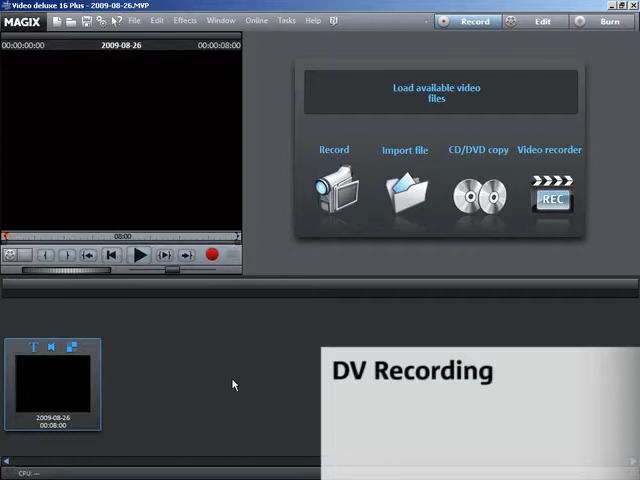 Video deluxe 16 Plus - 2009-08-26.MVP
MAGIX File Edit Effects Window Online Tasks Help Record Edit Burn
00:00:00:00 2009-08-26 00:00:08:00
Load available video
files
Record Import file CD/DVD copy Video recorder
REC
08:00
T
2009-08-26
00:08:00
DV Recording
CPU: —